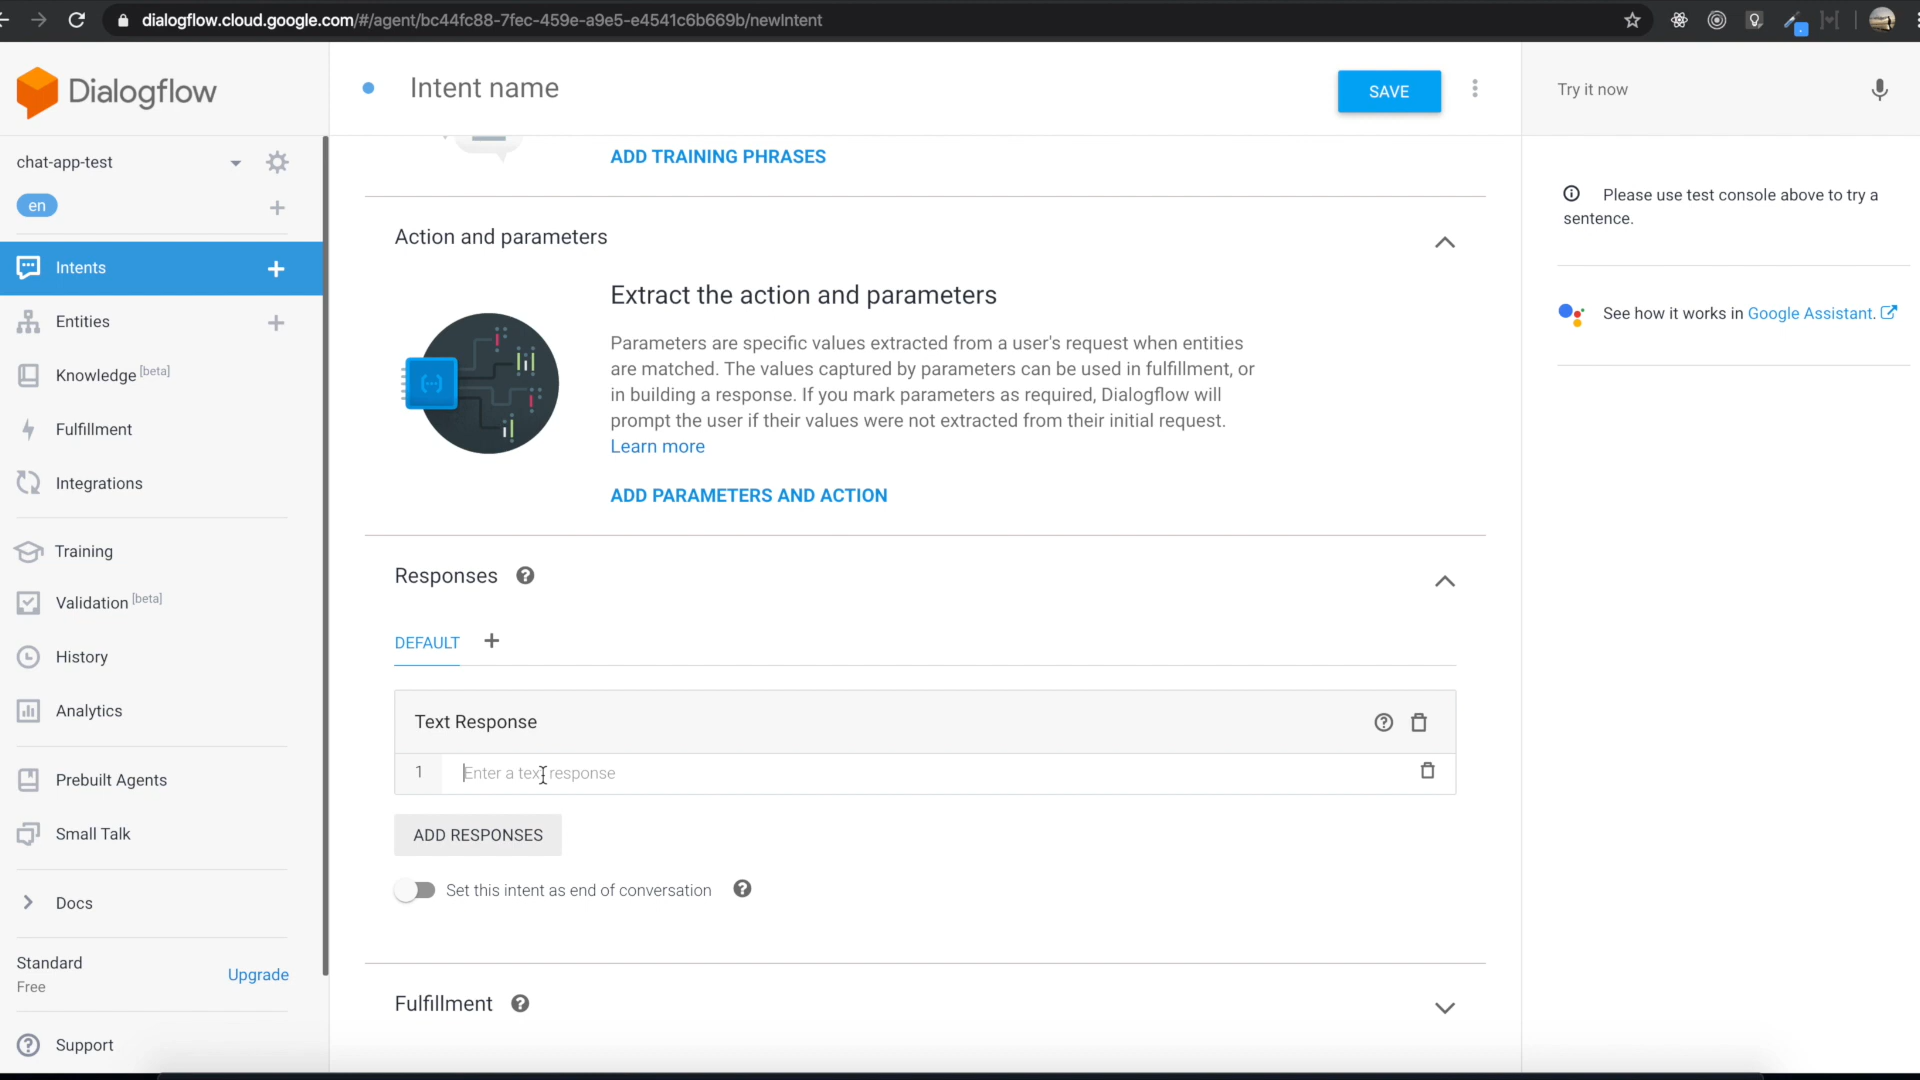 dialogflow.cloud.google.com/#/agent/bc44fc88-7fec-459e-a9e5-e4541c6b669b/newIntent
Dialogflow
Intent name
SAVE
Try it now
chat-app-test
en
Intents
Entities
Knowledge [beta]
Fulfillment
Integrations
Training
Validation [beta]
History
Analytics
Prebuilt Agents
Small Talk
Docs
Standard
Free
Upgrade
Support
ADD TRAINING PHRASES
Action and parameters
Extract the action and parameters
Parameters are specific values extracted from a user's request when entities
are matched. The values captured by parameters can be used in fulfillment, or
in building a response. If you mark parameters as required, Dialogflow will
prompt the user if their values were not extracted from their initial request.
Learn more
ADD PARAMETERS AND ACTION
Responses
DEFAULT
Text Response
1
Enter a text response
ADD RESPONSES
Set this intent as end of conversation
Fulfillment
Please use test console above to try a
sentence.
See how it works in Google Assistant.